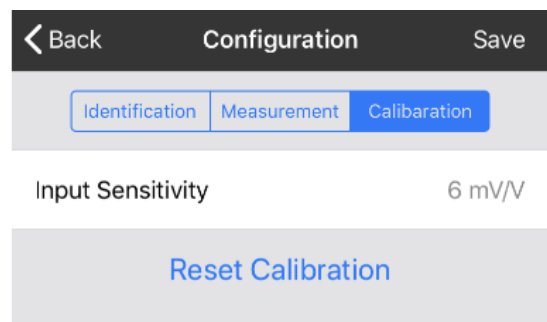 Back Configuration Save
Identification Measurement Calibaration
Input Sensitivity 6 mV/V
Reset Calibration